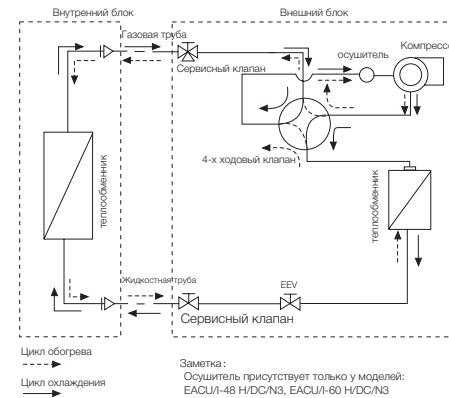 Внутренний блок
Внешний блок
Газовая труба
Сервисный клапан
осушитель
Компрессо
4-х ходовый клапан
теплообменник
теплообменник
Жидкостная труба
EEV
Сервисный клапан
Цикл обогрева
Цикл охлаждения
Заметка:
Осушитель присутствует только у моделей:
EACU/I-48 H/DC/N3, EACU/I-60 H/DC/N3